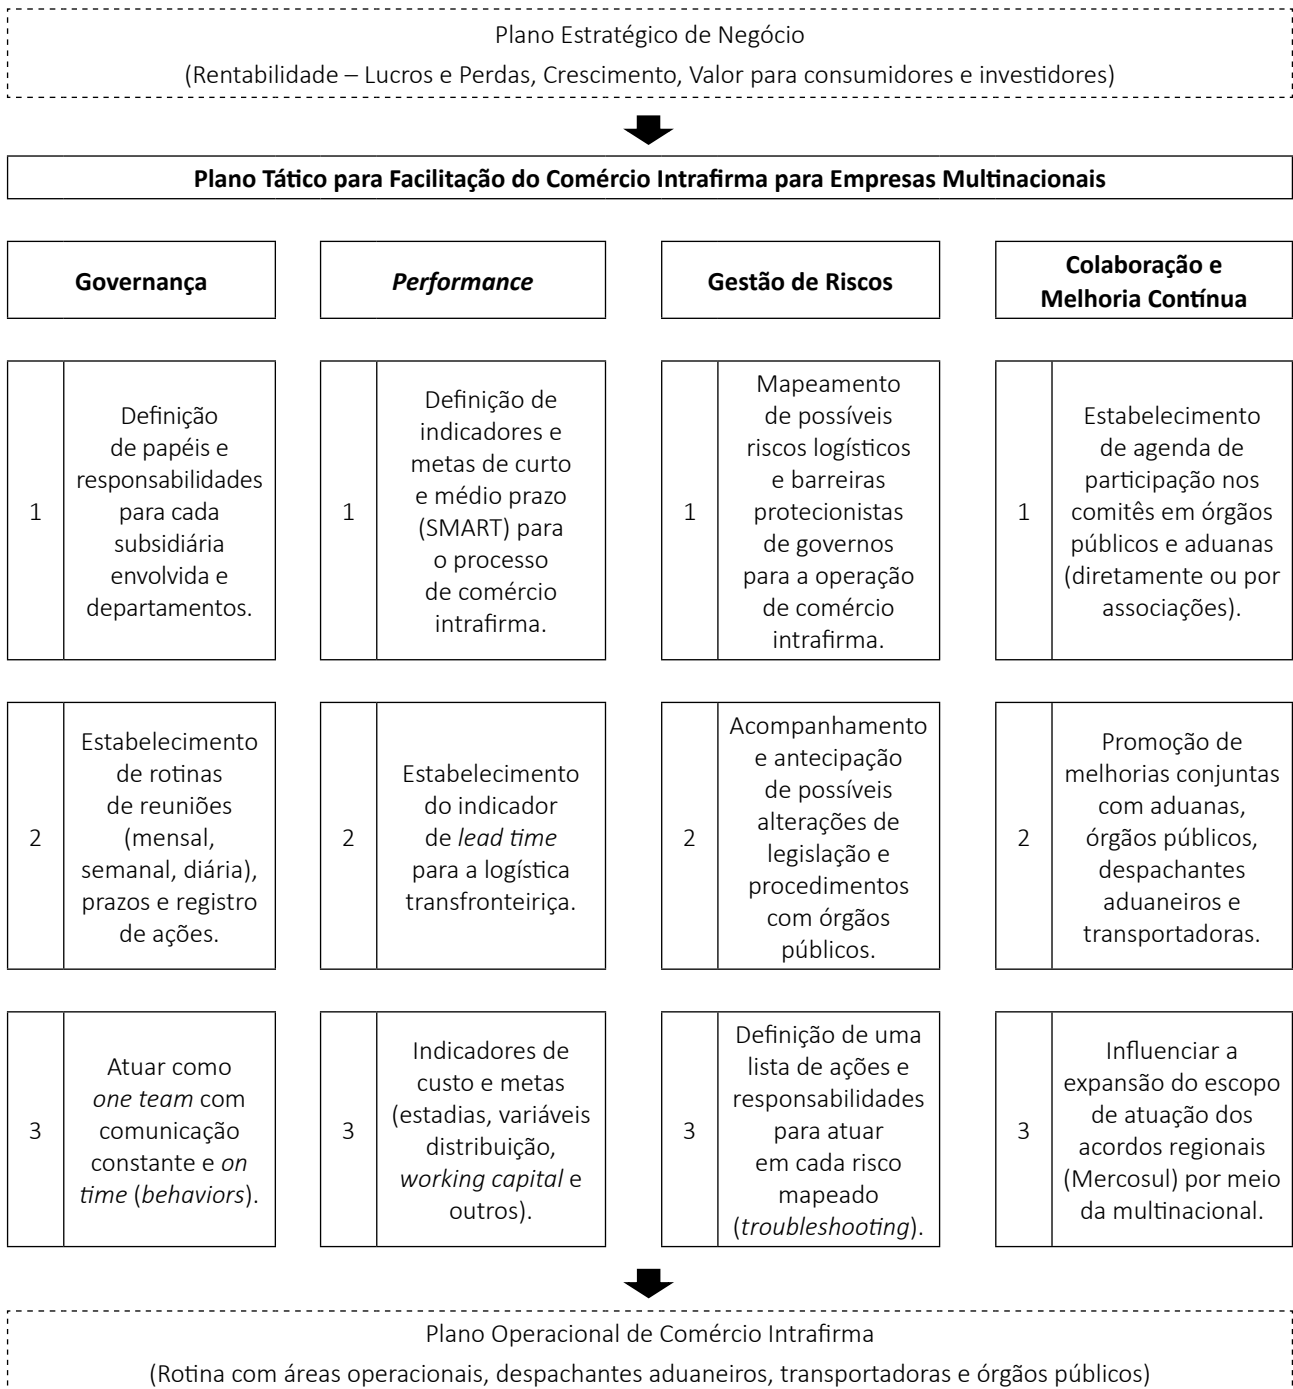 Plano Estratégico de Negócio
(Rentabilidade – Lucros e Perdas, Crescimento, Valor para consumidores e investidores)
Plano Tático para Facilitação do Comércio Intrafirma para Empresas Multinacionais
Governança
Performance
Gestão de Riscos
Colaboração e
Melhoria Contínua
1
Definição
de papéis e
responsabilidades
para cada
subsidiária
envolvida e
departamentos.
1
Definição de
indicadores e
metas de curto
e médio prazo
(SMART) para
o processo
de comércio
intrafirma.
1
Mapeamento
de possíveis
riscos logísticos
e barreiras
protecionistas
de governos
para a operação
de comércio
intrafirma.
1
Estabelecimento
de agenda de
participação nos
comitês em órgãos
públicos e aduanas
(diretamente ou por
associações).
2
Estabelecimento
de rotinas
de reuniões
(mensal,
semanal, diária),
prazos e registro
de ações.
2
Estabelecimento
do indicador
de lead time
para a logística
transfronteiriça.
2
Acompanhamento
e antecipação
de possíveis
alterações de
legislação e
procedimentos
com órgãos
públicos.
2
Promoção de
melhorias conjuntas
com aduanas,
órgãos públicos,
despachantes
aduaneiros e
transportadoras.
3
Atuar como
one team com
comunicação
constante e on
time (behaviors).
3
Indicadores de
custo e metas
(estadias, variáveis
distribuição,
working capital e
outros).
3
Definição de uma
lista de ações e
responsabilidades
para atuar
em cada risco
mapeado
(troubleshooting).
3
Influenciar a
expansão do escopo
de atuação dos
acordos regionais
(Mercosul) por meio
da multinacional.
Plano Operacional de Comércio Intrafirma
(Rotina com áreas operacionais, despachantes aduaneiros, transportadoras e órgãos públicos)